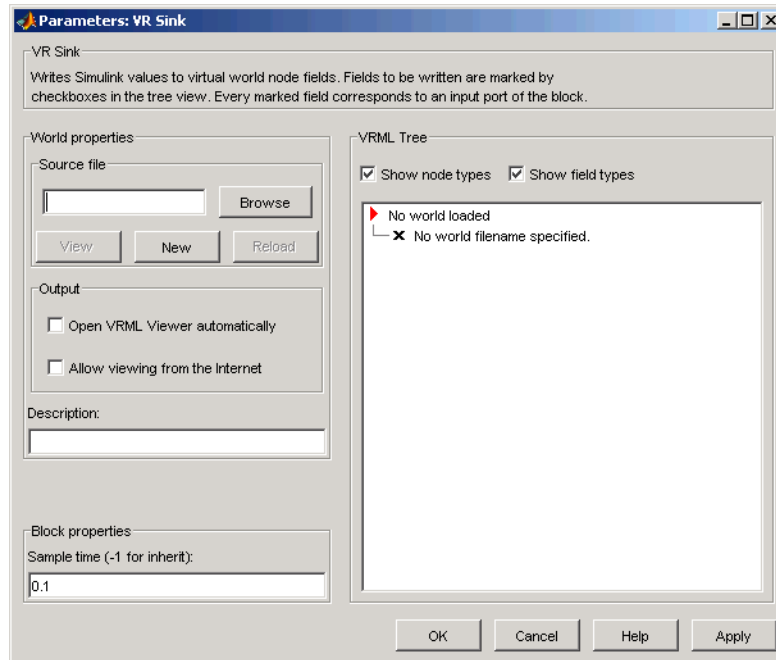 Parameters: VR Sink
VR Sink
Writes Simulink values to virtual world node fields. Fields to be written are marked by
checkboxes in the tree view. Every marked field corresponds to an input port of the block.
World properties
Source file
Browse
View
New
Reload
Output
Open VRML Viewer automatically
Allow viewing from the Internet
Description:
Block properties
Sample time (-1 for inherit):
0.1
VRML Tree
Show node types
Show field types
No world loaded
No world filename specified.
OK
Cancel
Help
Apply